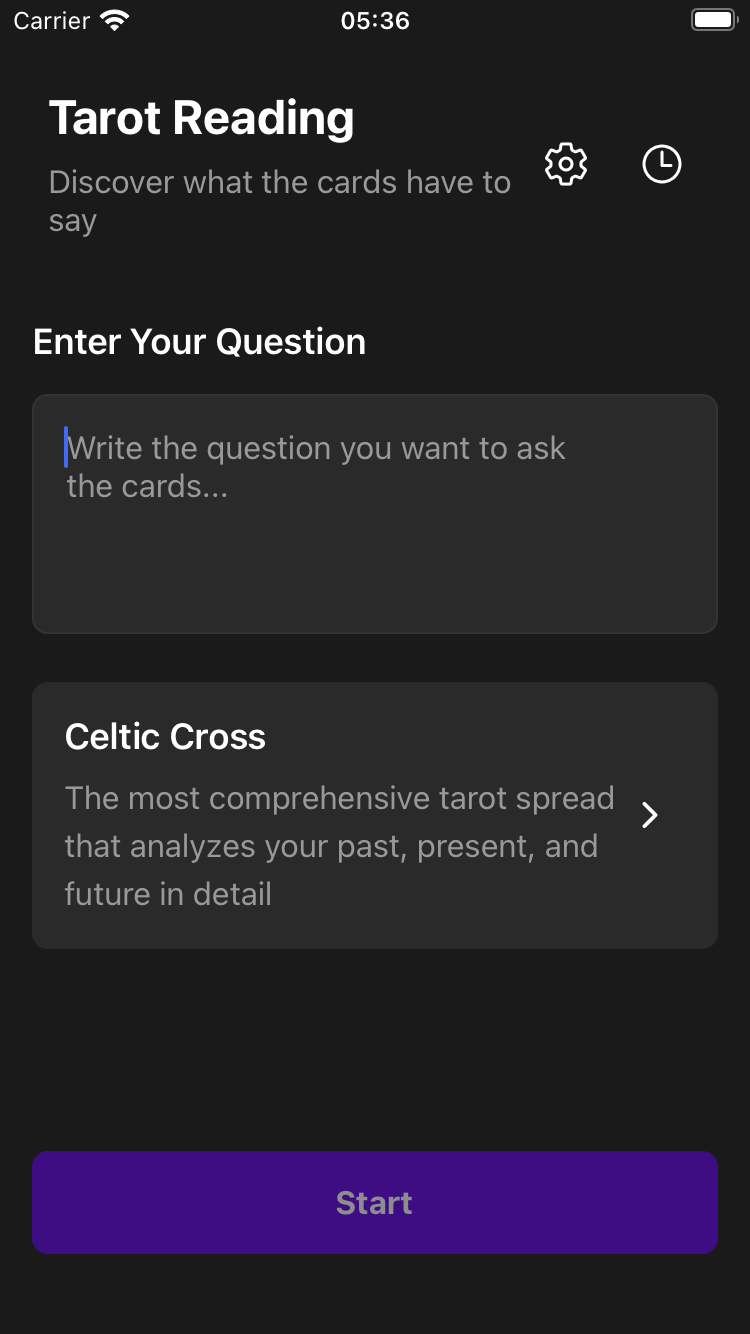 Carrier 05:36
Tarot Reading
Discover what the cards have to
say
Enter Your Question
Write the question you want to ask
the cards...
Celtic Cross
The most comprehensive tarot spread
that analyzes your past, present, and
future in detail
Start